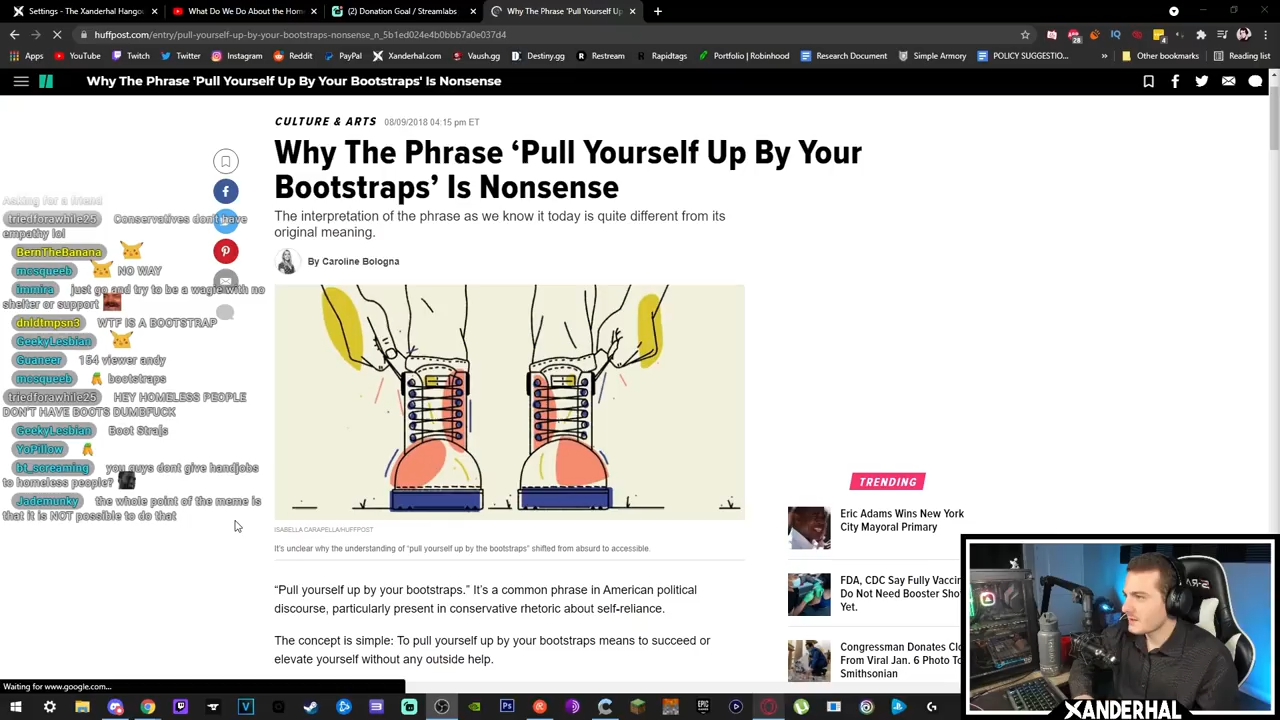 Settings - The Xanderhal Hangou
What Do We Do About the Hom
(2) Donation Goal / Streamlabs
Why The Phrase 'Pull Yourself Up
huffpost.com/entry/pull-yourself-up-by-your-bootstraps-nonsense_n_5b1ed024e4b0bbb7a0e037d4
Apps
YouTube
Twitch
Twitter
Instagram
Reddit
PayPal
Xanderhal.com
Vaush.gg
Destiny.gg
Restream
Rapidtags
Portfolio | Robinhood
Research Document
Simple Armory
POLICY SUGGESTIO...
Other bookmarks
Reading list
Why The Phrase 'Pull Yourself Up By Your Bootstraps' Is Nonsense
CULTURE & ARTS 08/09/2018 04:15 pm ET
Why The Phrase ‘Pull Yourself Up By Your
Bootstraps’ Is Nonsense
The interpretation of the phrase as we know it today is quite different from its
original meaning.
By Caroline Bologna
Asking for a friend
triedforawhile25 Conservatives don't have
empathy lol
BernTheBanana
mcsqueeb NO WAY
immira just go and try to be a wagie with no
shelter or support
dnldtmpsn3 WTF IS A BOOTSTRAP
GeekyLesbian
Guaneer 154 viewer andy
mcsqueeb bootstraps
triedforawhile25 HEY HOMELESS PEOPLE
DON'T HAVE BOOTS DUMBFUCK
GeekyLesbian Boot Strajs
YoPillow
bt_screaming you guys dont give handjobs
to homeless people?
Jademunky the whole point of the meme is
that it is NOT possible to do that
ISABELLA CARAPELLA/HUFFPOST
It's unclear why the understanding of "pull yourself up by the bootstraps" shifted from absurd to accessible.
“Pull yourself up by your bootstraps.” It’s a common phrase in American political
discourse, particularly present in conservative rhetoric about self-reliance.
The concept is simple: To pull yourself up by your bootstraps means to succeed or
elevate yourself without any outside help.
TRENDING
Eric Adams Wins New York
City Mayoral Primary
FDA, CDC Say Fully Vaccin
Do Not Need Booster Sho
Yet.
Congressman Donates Clo
From Viral Jan. 6 Photo To
Smithsonian
Waiting for www.google.com...
XANDERHAL